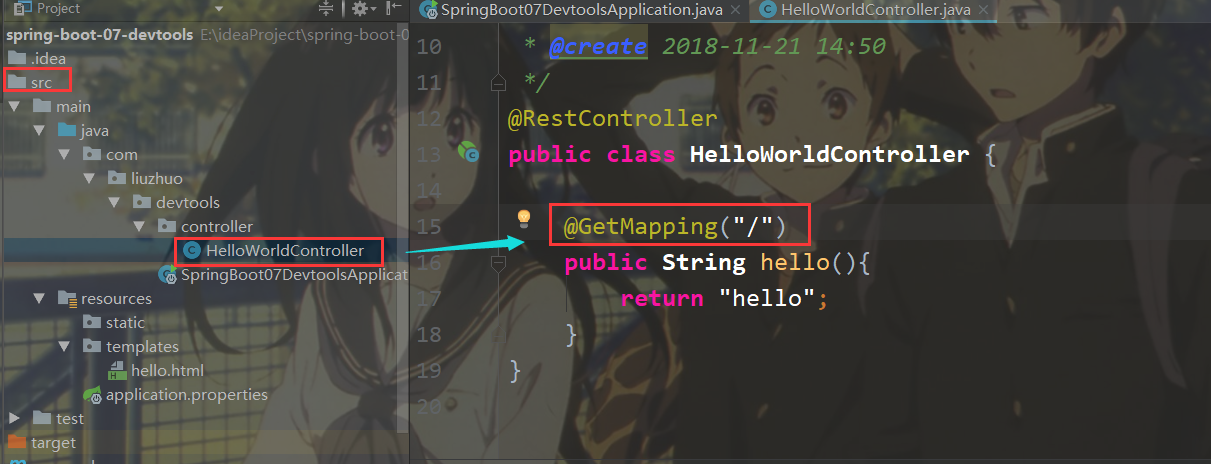 Project
spring-boot-07-devtools E:\ideaProject\spring-boot-0
.idea
src
main
java
com
liuzhuo
devtools
controller
HelloWorldController
SpringBoot07DevtoolsApplicat
resources
static
templates
hello.html
application.properties
test
target
SpringBoot07DevtoolsApplication.java
HelloWorldController.java
10 * @create 2018-11-21 14:50
11 */
12 @RestController
13 public class HelloWorldController {
14
15 @GetMapping("/")
16 public String hello(){
17 return "hello";
18 }
19 }
20